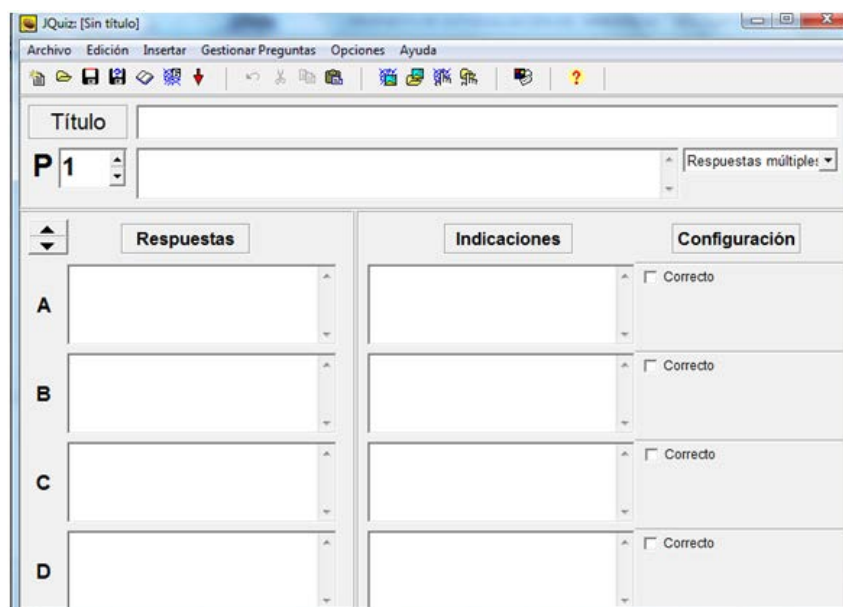 JQuiz: [Sin título]
Archivo Edición Insertar Gestionar Preguntas Opciones Ayuda
?
Título
P 1 Respuestas múltiples
Respuestas Indicaciones Configuración
A Correcto
B Correcto
C Correcto
D Correcto